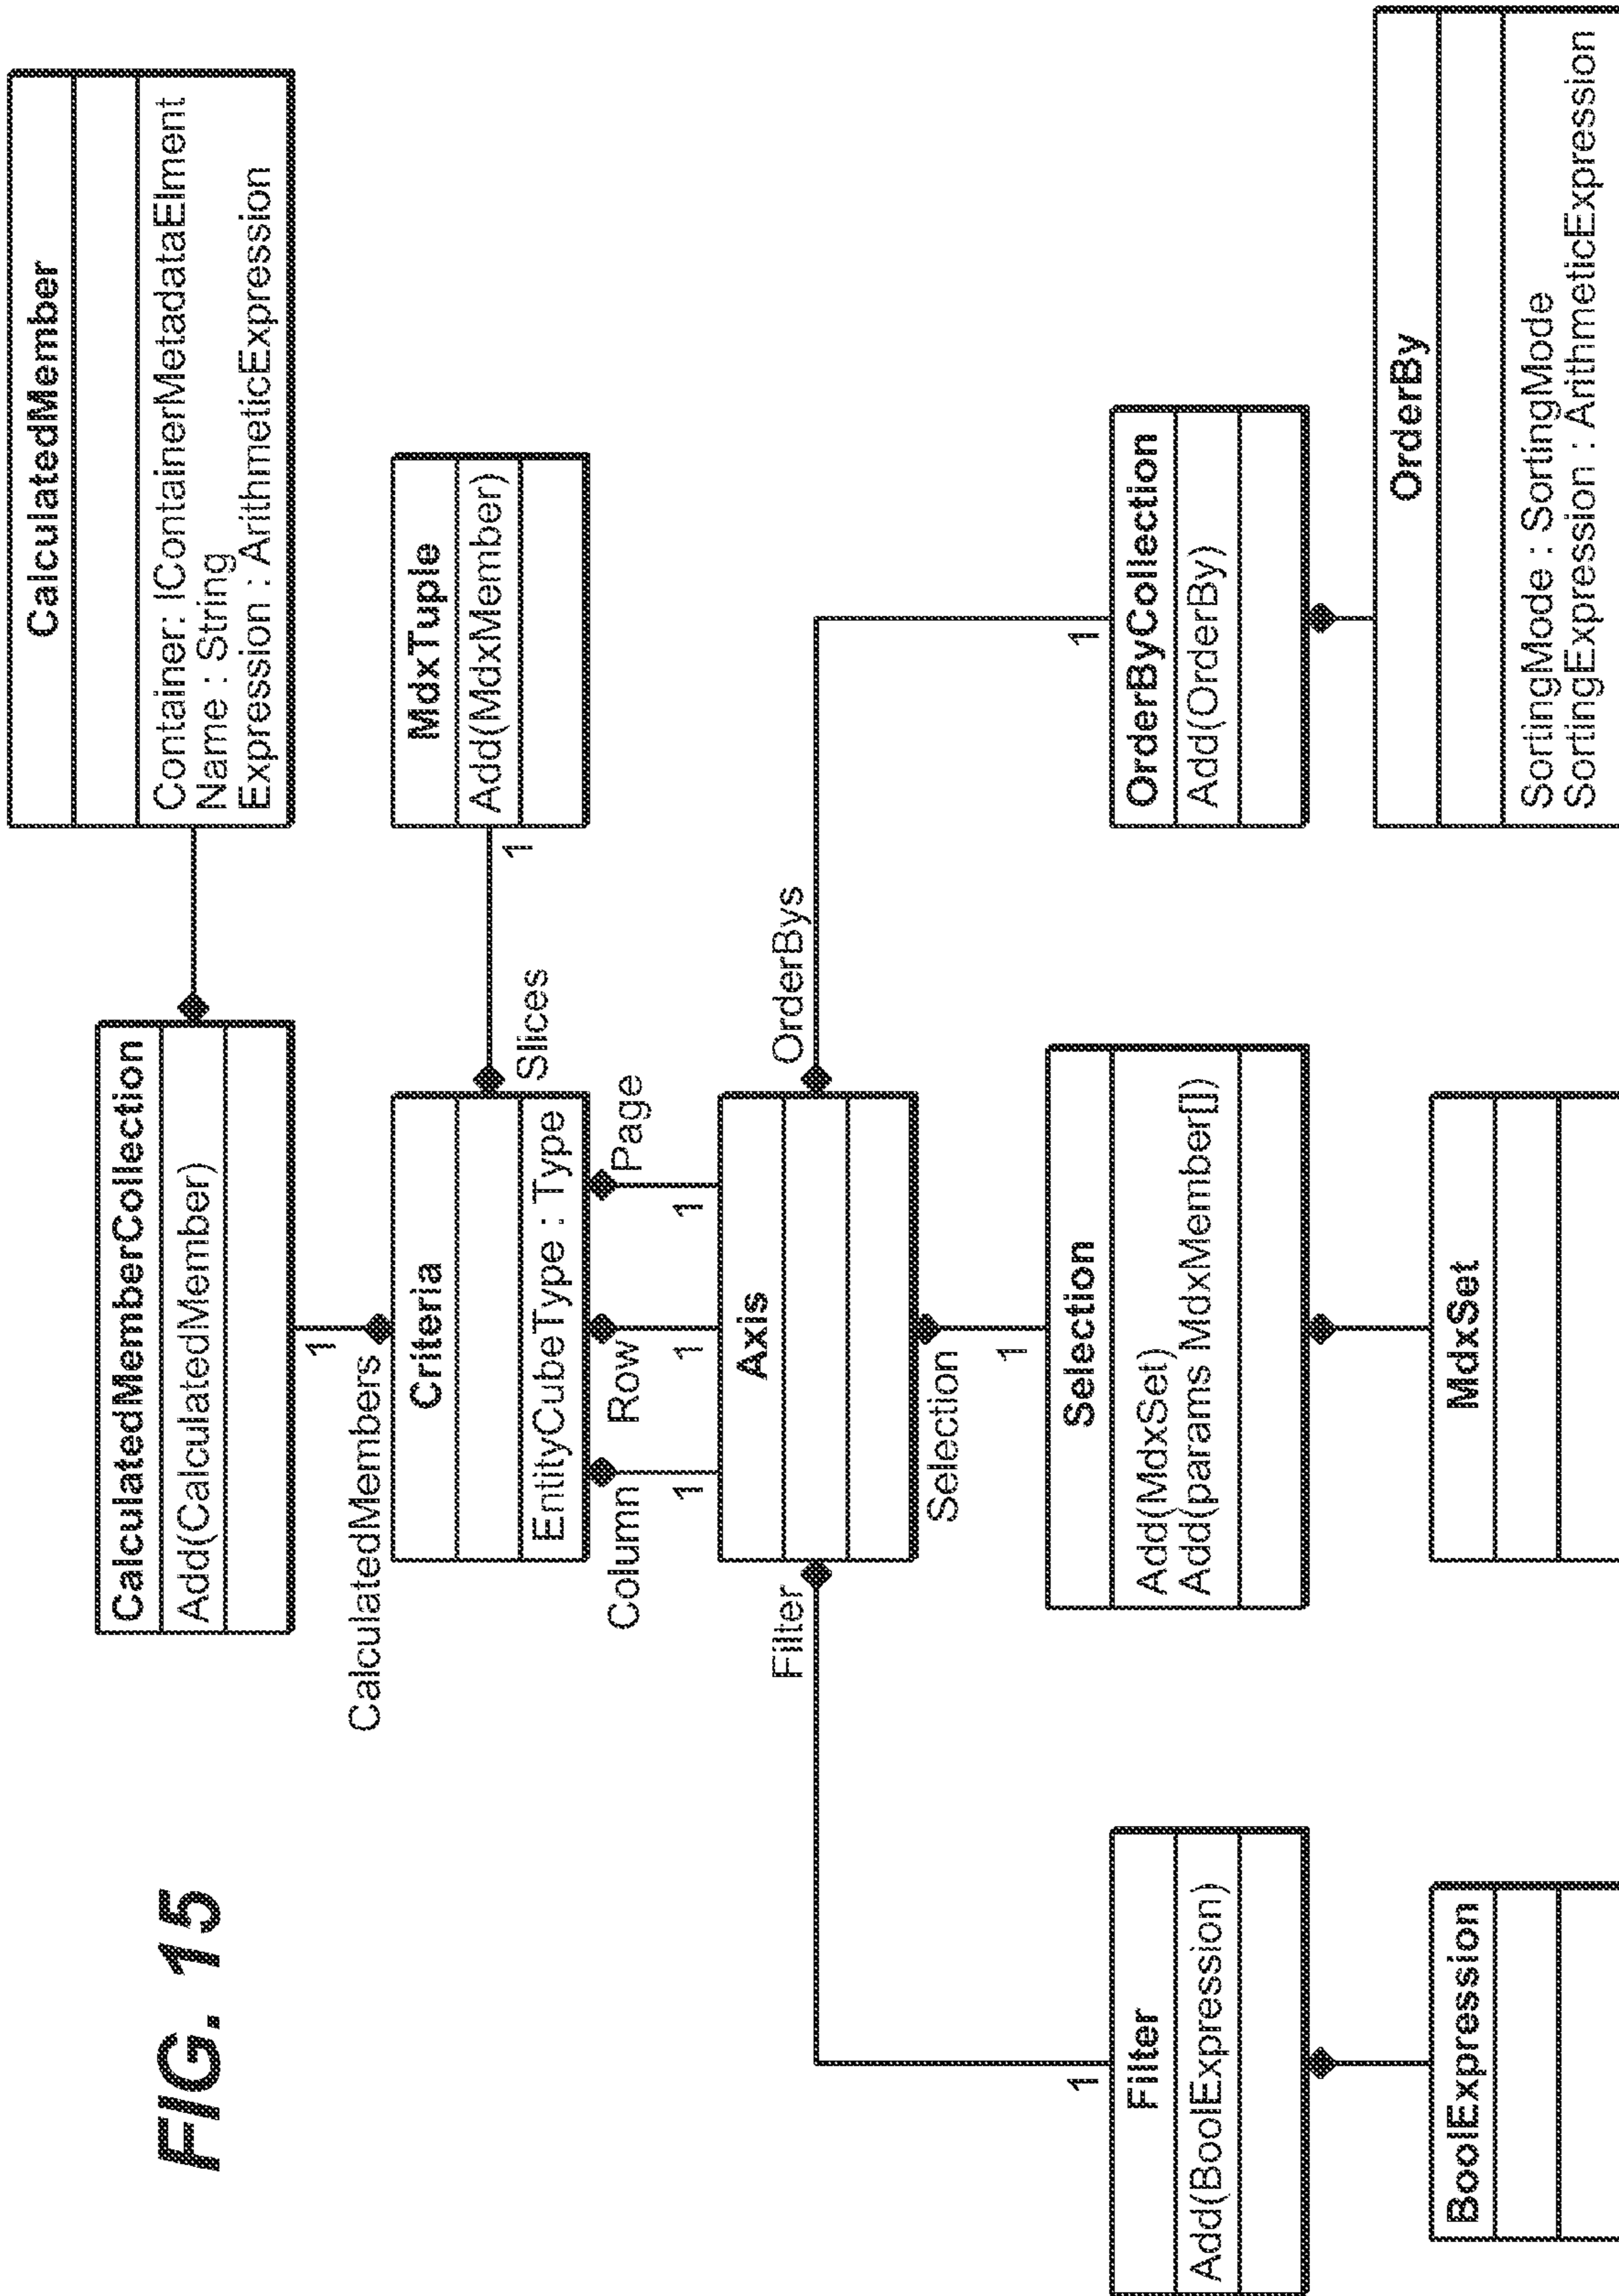 FIG. 15
CalculatedMemberCollection
Add(CalculatedMember)
CalculatedMember
Container: IContainerMetadataElment
Name : String
Expression : ArithmeticExpression
1
CalculatedMembers
Criteria
EntityCubeType : Type
Slices
1
MdxTuple
Add(MdxMember)
Column
Row
Page
1
1
1
Axis
Filter
OrderBys
Selection
1
1
1
Filter
Add(BoolExpression)
Selection
Add(MdxSet)
Add(params MdxMember[])
OrderByCollection
Add(OrderBy)
BoolExpression
MdxSet
OrderBy
SortingMode : SortingMode
SortingExpression : ArithmeticExpression